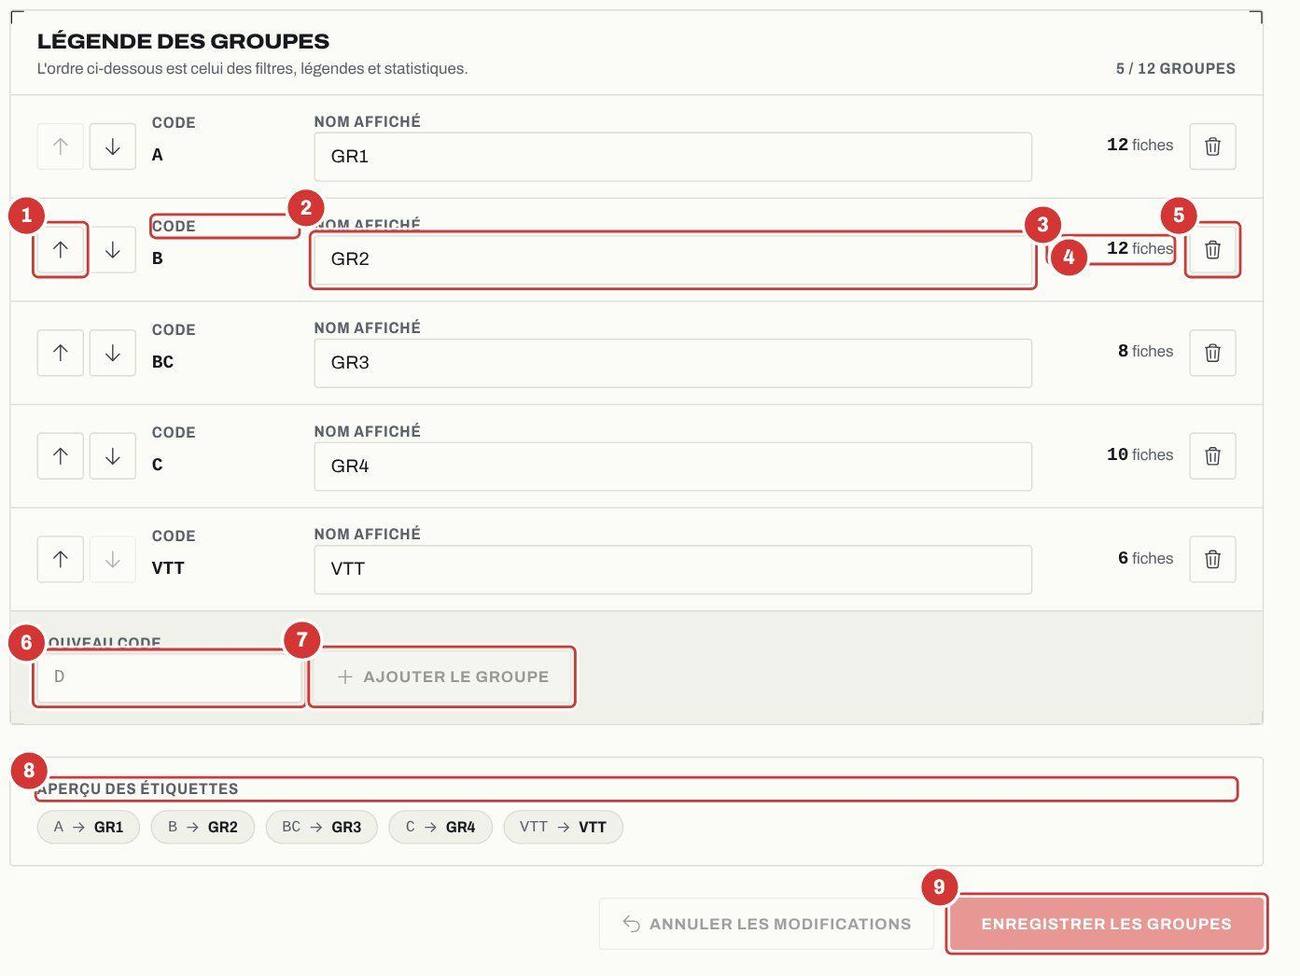 LÉGENDE DES GROUPES
L'ordre ci-dessous est celui des filtres, légendes et statistiques.
5 / 12 GROUPES
CODE
NOM AFFICHÉ
A
GR1
12 fiches
1
2
3
4
5
CODE
NOM AFFICHÉ
B
GR2
12 fiches
CODE
NOM AFFICHÉ
BC
GR3
8 fiches
CODE
NOM AFFICHÉ
C
GR4
10 fiches
CODE
NOM AFFICHÉ
VTT
VTT
6 fiches
6
OUVEAU CODE
7
D
+ AJOUTER LE GROUPE
8
APERÇU DES ÉTIQUETTES
A → GR1
B → GR2
BC → GR3
C → GR4
VTT → VTT
9
ANNULER LES MODIFICATIONS
ENREGISTRER LES GROUPES